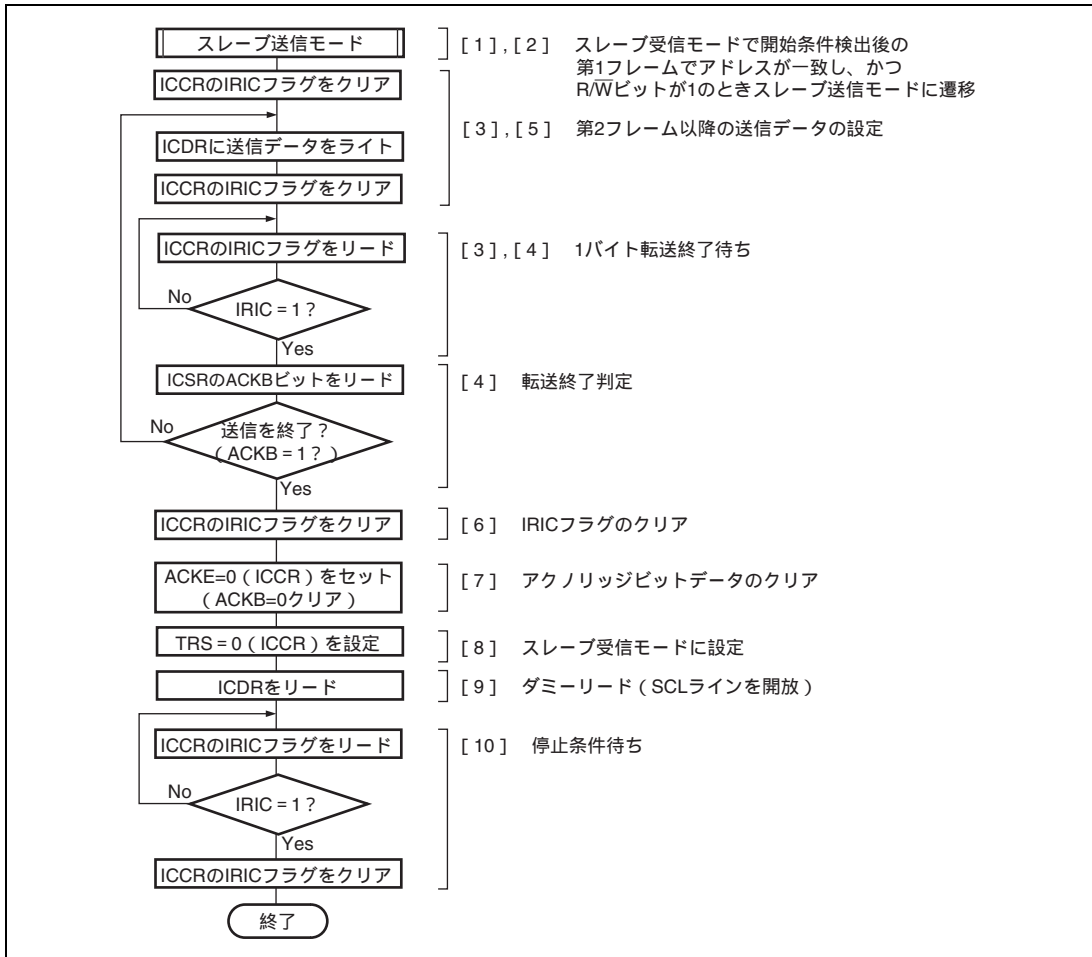 スレーブ送信モード
[1],[2] スレーブ受信モードで開始条件検出後の
第1フレームでアドレスが一致し、かつ
R/W̅ビットが1のときスレーブ送信モードに遷移
ICCRのIRICフラグをクリア
[3],[5] 第2フレーム以降の送信データの設定
ICDRに送信データをライト
ICCRのIRICフラグをクリア
ICCRのIRICフラグをリード
[3],[4] 1バイト転送終了待ち
No
IRIC = 1?
Yes
ICSRのACKBビットをリード
[4] 転送終了判定
No
送信を終了?
(ACKB = 1?)
Yes
ICCRのIRICフラグをクリア
[6] IRICフラグのクリア
ACKE=0(ICCR)をセット
(ACKB=0クリア)
[7] アクノリッジビットデータのクリア
TRS = 0(ICCR)を設定
[8] スレーブ受信モードに設定
ICDRをリード
[9] ダミーリード(SCLラインを開放)
ICCRのIRICフラグをリード
[10] 停止条件待ち
No
IRIC = 1?
Yes
ICCRのIRICフラグをクリア
終了